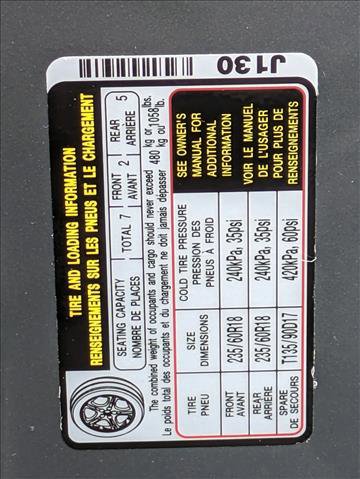 J130
TIRE AND LOADING INFORMATION
RENSEIGNEMENTS SUR LES PNEUS ET LE CHARGEMENT
SEATING CAPACITY
NOMBRE DE PLACES
TOTAL 7
FRONT
AVANT 2
REAR
ARRIÈRE 5
The combined weight of occupants and cargo should never exceed 480 kg or 1058 lbs.
Le poids total des occupants et du chargement ne doit jamais dépasser 480 kg ou 1058 lb.
TIRE
PNEU
SIZE
DIMENSIONS
COLD TIRE PRESSURE
PRESSION DES
PNEUS À FROID
FRONT
AVANT
235/60R18
240kPa, 35psi
REAR
ARRIÈRE
235/60R18
240kPa, 35psi
SPARE
DE SECOURS
T135/90D17
420kPa, 60psi
SEE OWNER'S
MANUAL FOR
ADDITIONAL
INFORMATION
VOIR LE MANUEL
DE L'USAGER
POUR PLUS DE
RENSEIGNEMENTS